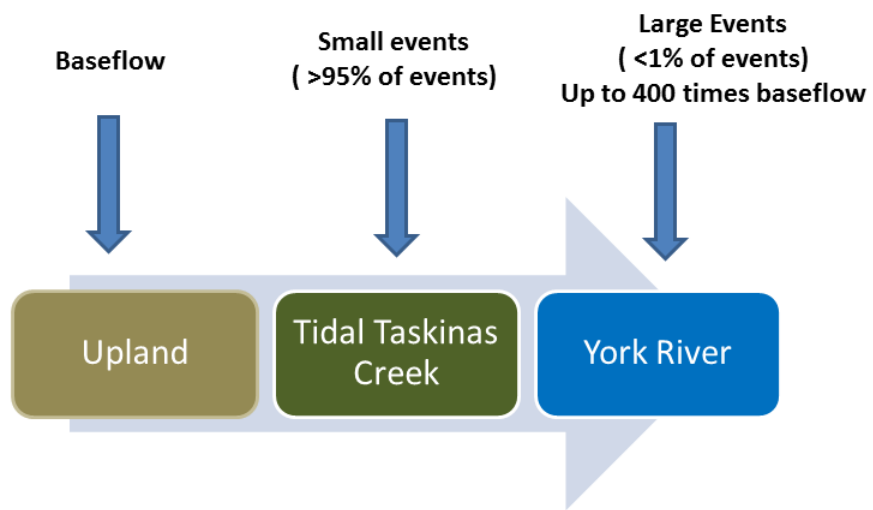 Baseflow
Small events
( >95% of events)
Large Events
( <1% of events)
Up to 400 times baseflow
Upland
Tidal Taskinas
Creek
York River